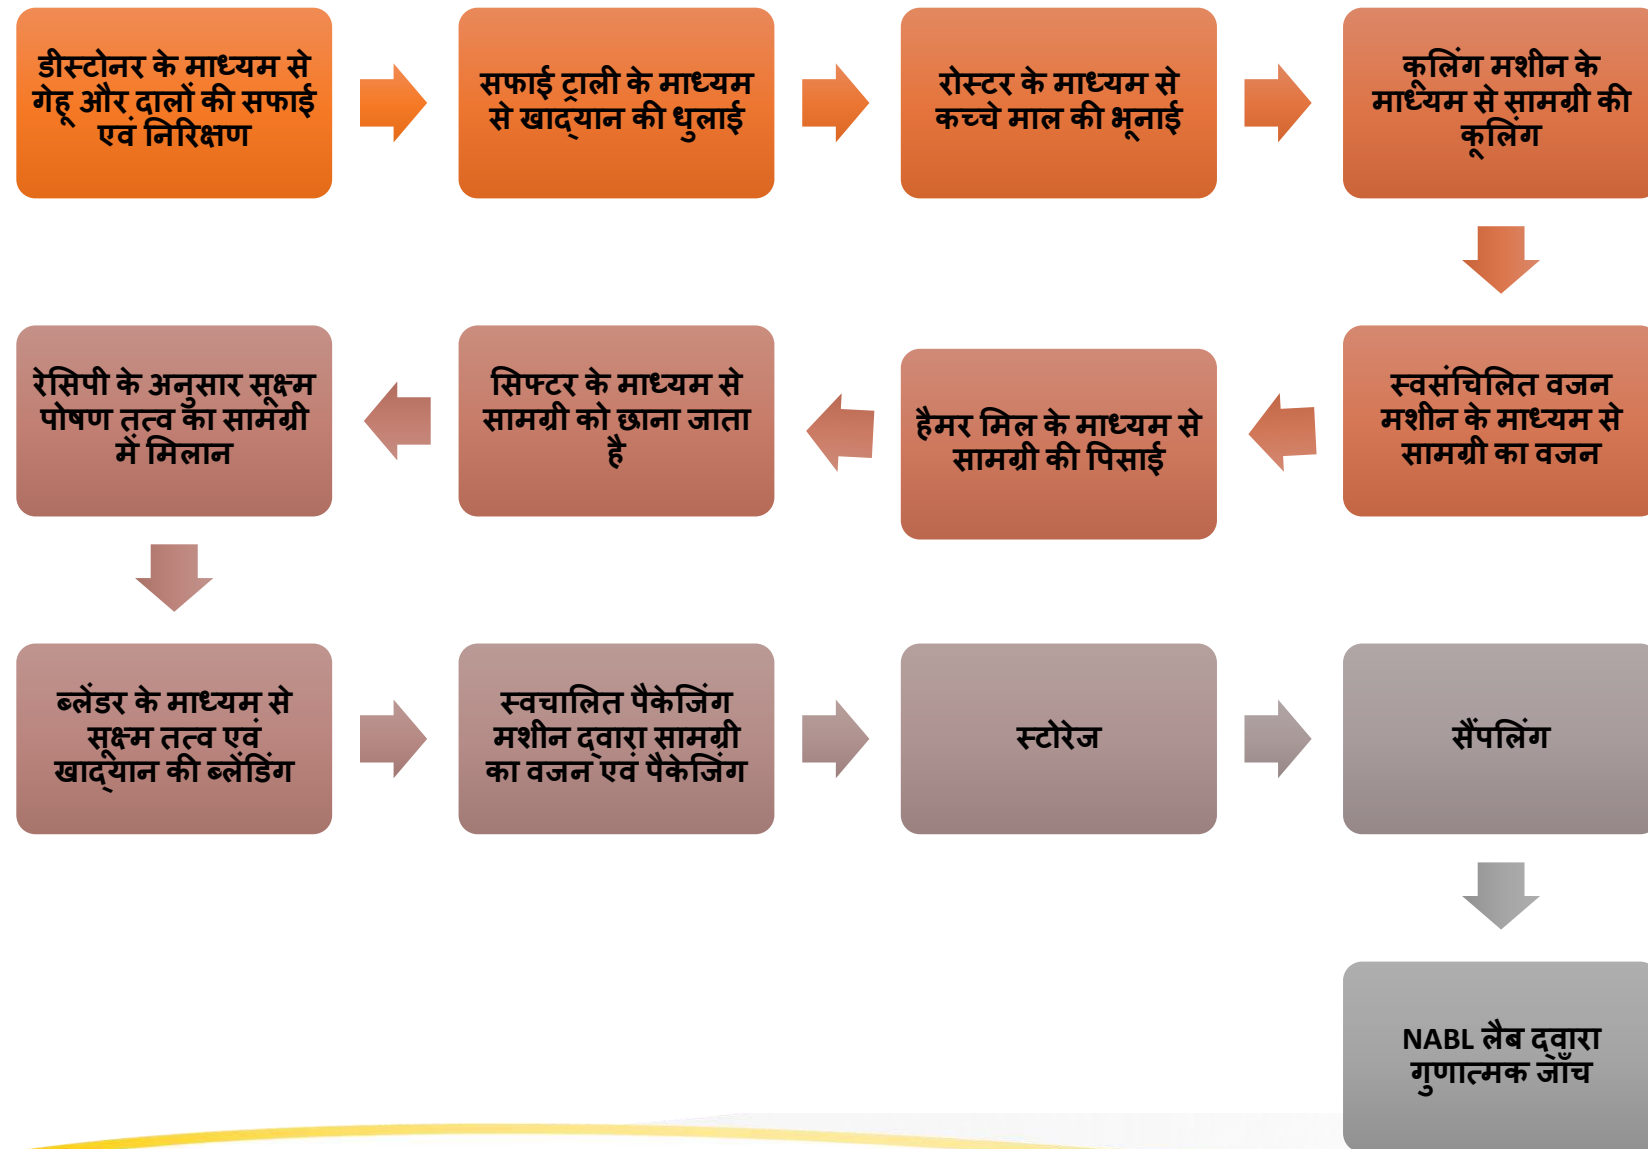 डीस्टोनर के माध्यम से
गेहू और दालों की सफाई
एवं निरिक्षण
सफाई ट्राली के माध्यम
से खाद्यान की धुलाई
रोस्टर के माध्यम से
कच्चे माल की भूनाई
कूलिंग मशीन के
माध्यम से सामग्री की
कूलिंग
स्वसंचिलित वजन
मशीन के माध्यम से
सामग्री का वजन
हैमर मिल के माध्यम से
सामग्री की पिसाई
सिफ्टर के माध्यम से
सामग्री को छाना जाता
है
रेसिपी के अनुसार सूक्ष्म
पोषण तत्व का सामग्री
में मिलान
ब्लेंडर के माध्यम से
सूक्ष्म तत्व एवं
खाद्यान की ब्लेंडिंग
स्वचालित पैकेजिंग
मशीन द्वारा सामग्री
का वजन एवं पैकेजिंग
स्टोरेज
सैंपलिंग
NABL लैब द्वारा
गुणात्मक जाँच